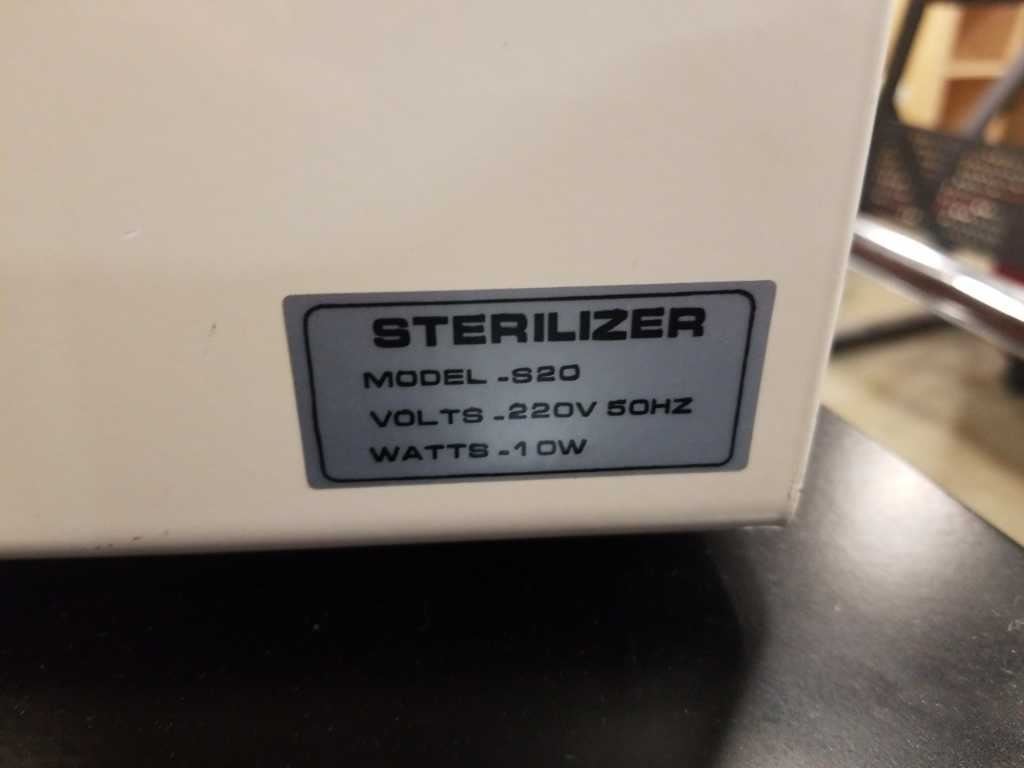 STERILIZER
MODEL -S20
VOLTS -220V 50HZ
WATTS -10W